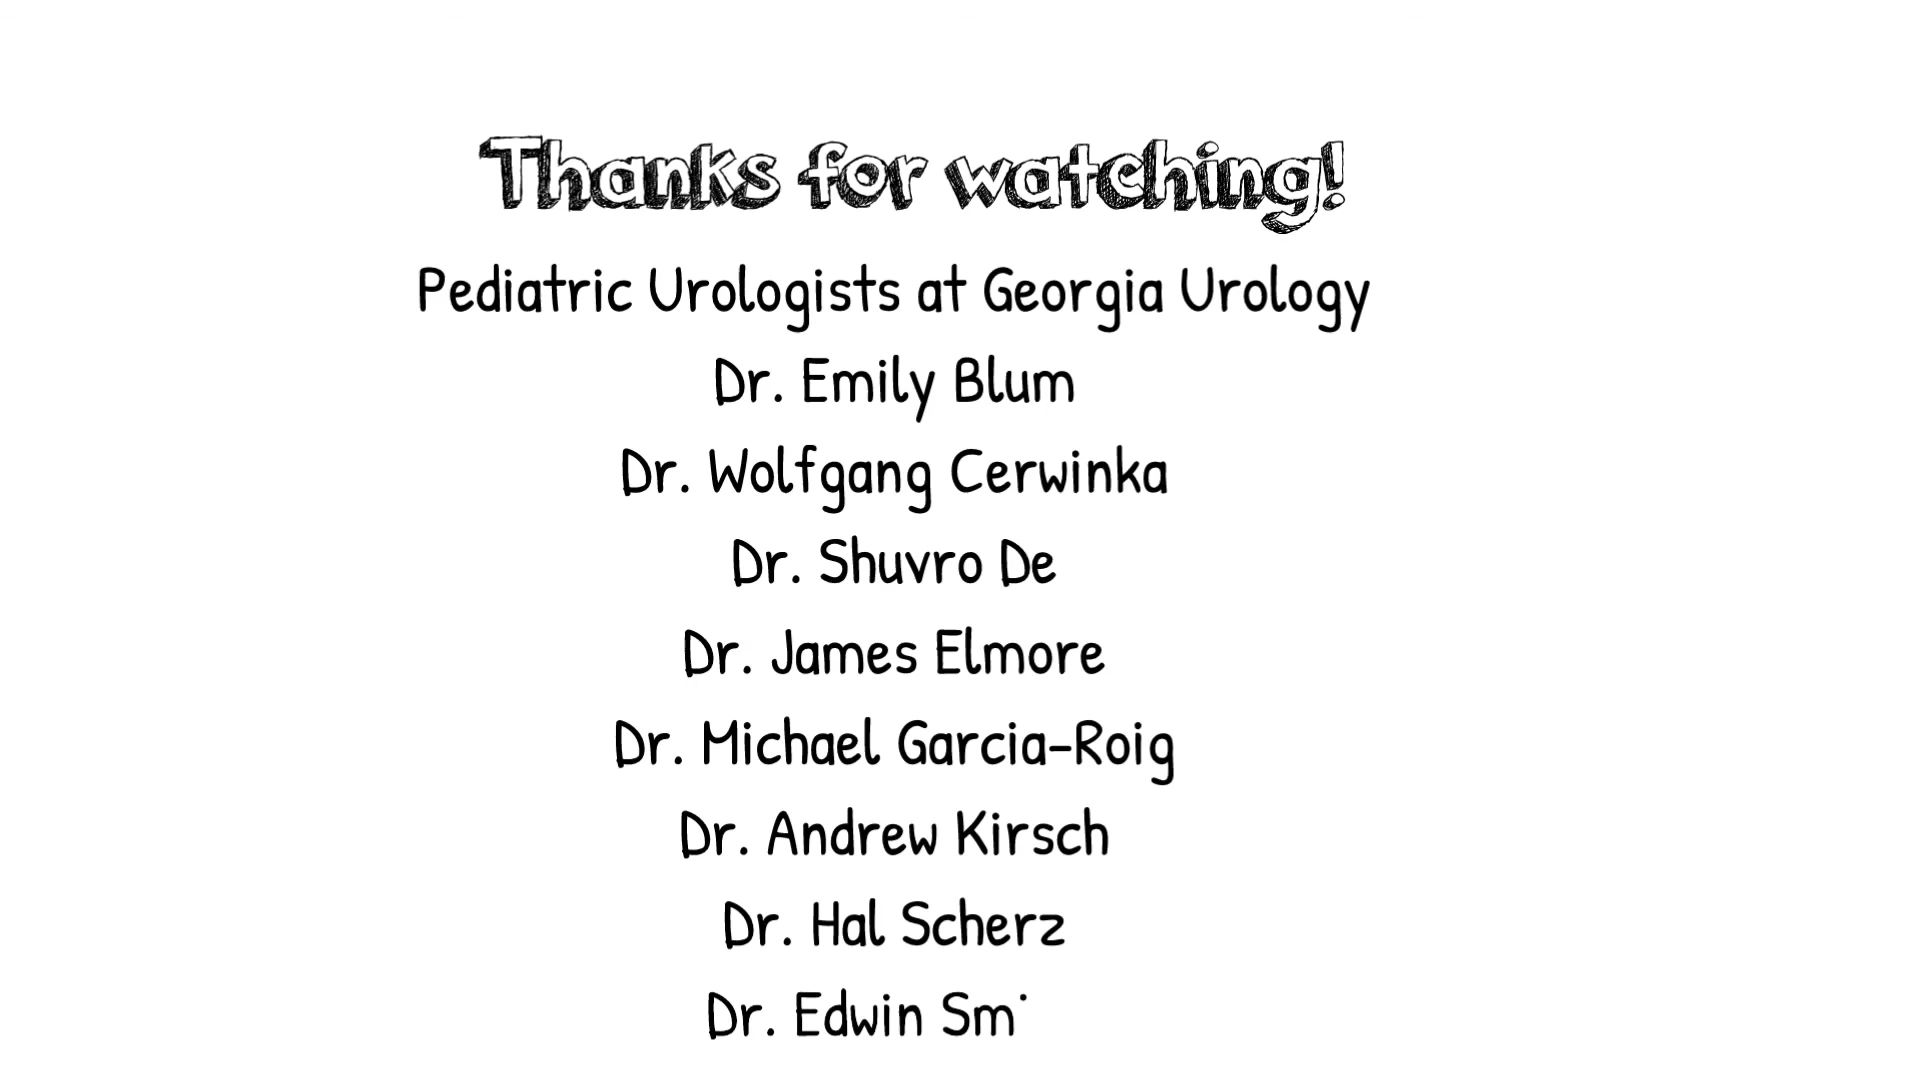 Thanks for watching!
Pediatric Urologists at Georgia Urology
Dr. Emily Blum
Dr. Wolfgang Cerwinka
Dr. Shuvro De
Dr. James Elmore
Dr. Michael Garcia-Roig
Dr. Andrew Kirsch
Dr. Hal Scherz
Dr. Edwin